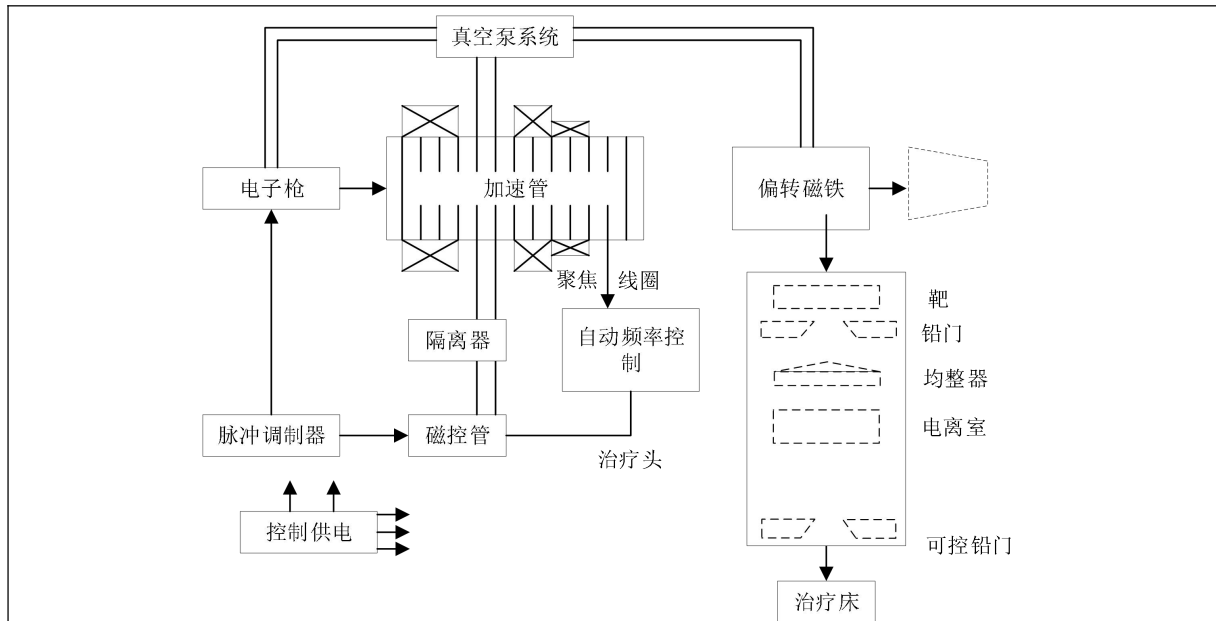 真空泵系统
电子枪
加速管
偏转磁铁
聚焦 线圈
靶
铅门
隔离器
自动频率控
制
均整器
脉冲调制器
磁控管
电离室
治疗头
控制供电
可控铅门
治疗床